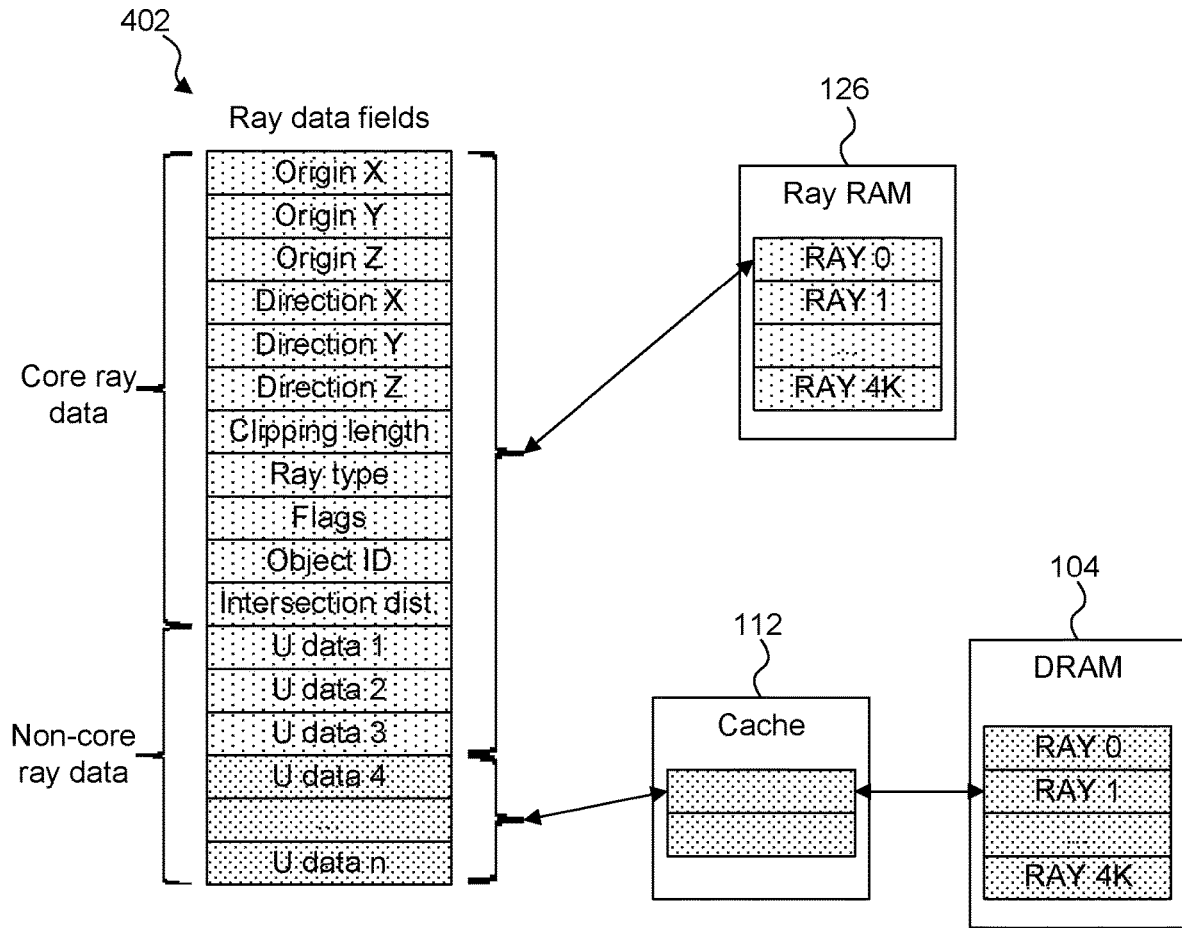 402
Ray data fields
Origin X
Origin Y
Origin Z
Direction X
Direction Y
Direction Z
Clipping length
Ray type
Flags
Object ID
Intersection dist.
U data 1
U data 2
U data 3
U data 4
...
U data n
Core ray
data
Non-core
ray data
126
Ray RAM
RAY 0
RAY 1
...
RAY 4K
112
Cache
104
DRAM
RAY 0
RAY 1
...
RAY 4K